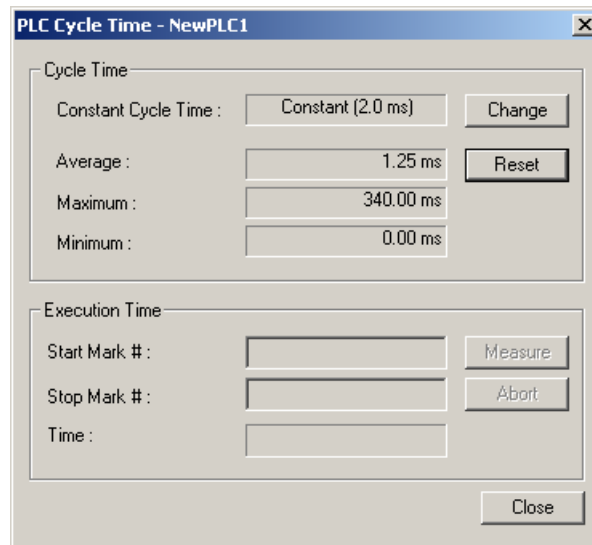 PLC Cycle Time - NewPLC1
Cycle Time
Constant Cycle Time : Constant (2.0 ms) Change
Average : 1.25 ms Reset
Maximum : 340.00 ms
Minimum : 0.00 ms
Execution Time
Start Mark # : Measure
Stop Mark # : Abort
Time :
Close